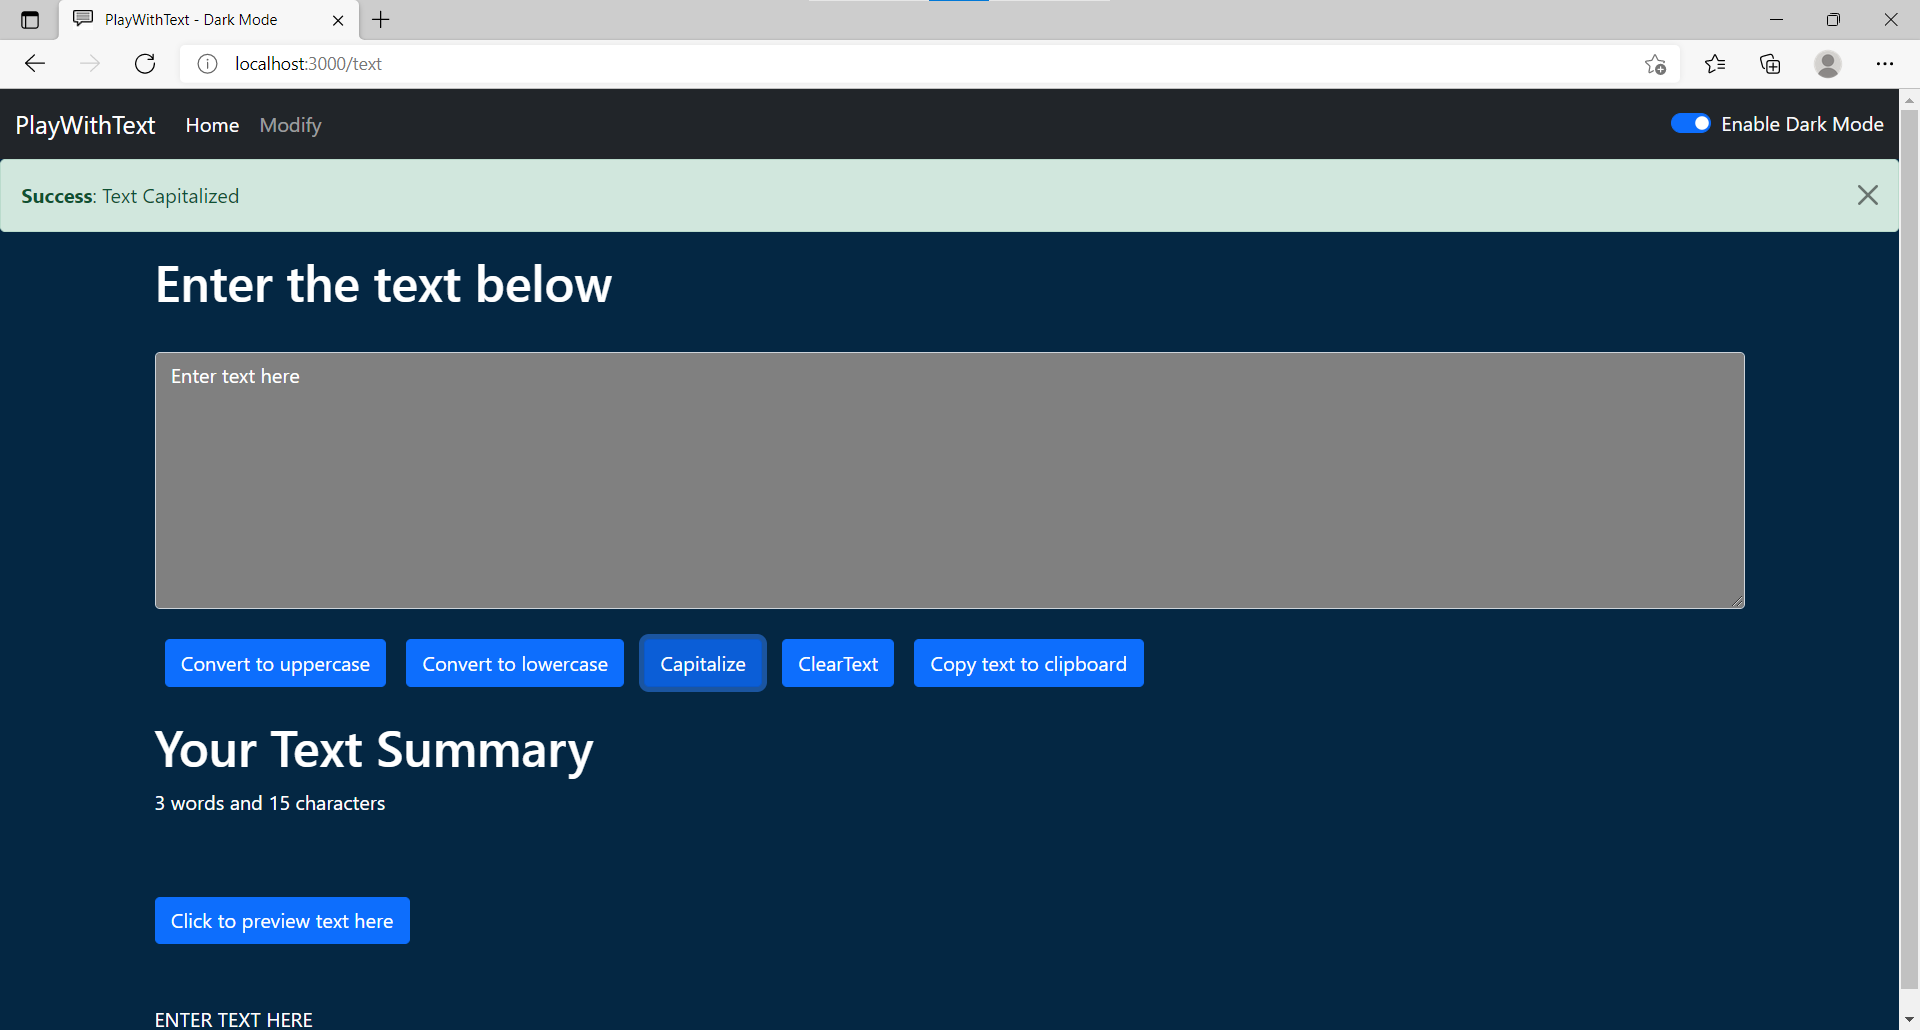 PlayWithText - Dark Mode
localhost:3000/text
PlayWithText Home Modify Enable Dark Mode
Success: Text Capitalized
Enter the text below
Enter text here
Convert to uppercase Convert to lowercase Capitalize ClearText Copy text to clipboard
Your Text Summary
3 words and 15 characters
Click to preview text here
ENTER TEXT HERE